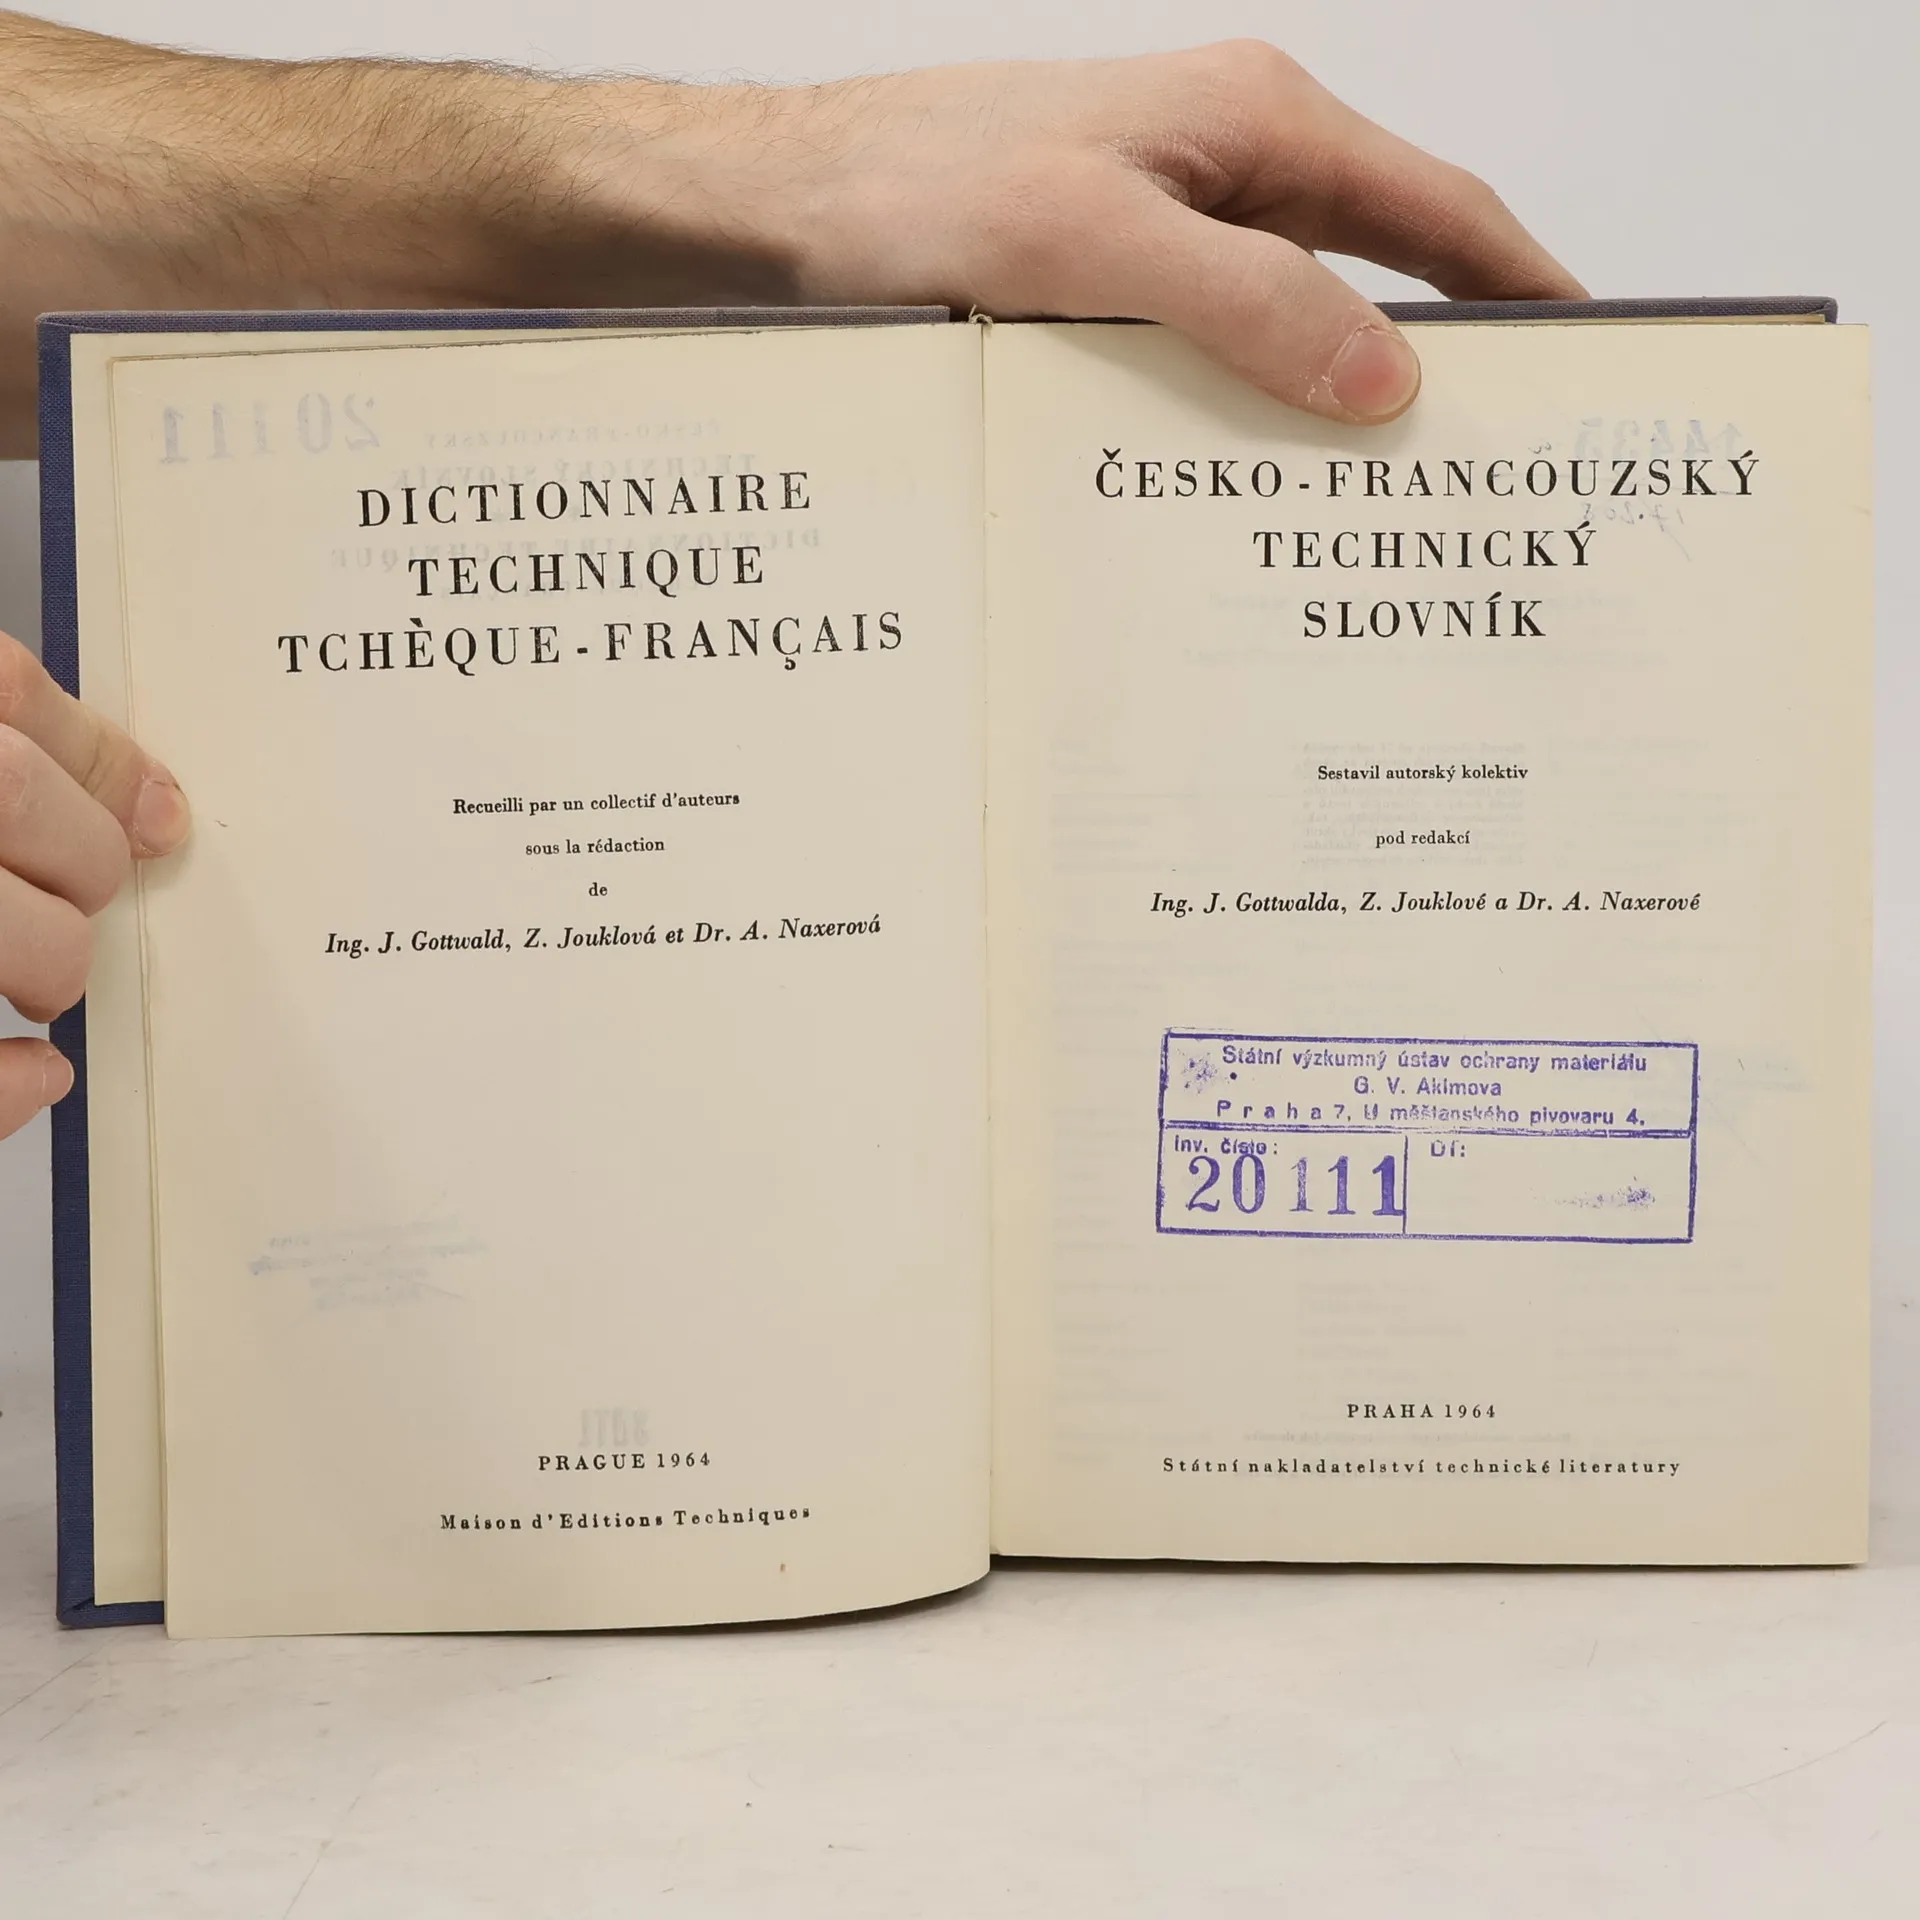 DICTIONNAIRE
TECHNIQUE
TCHÈQUE-FRANÇAIS
Recueilli par un collectif d'auteurs
sous la rédaction
de
Ing. J. Gottwald, Z. Jouklová et Dr. A. Naxerová
PRAGUE 1964
Maison d'Editions Techniques
ČESKO-FRANCOUZSKÝ
TECHNICKÝ
SLOVNÍK
Sestavil autorský kolektiv
pod redakcí
Ing. J. Gottwalda, Z. Jouklové a Dr. A. Naxerové
Státní výzkumný ústav ochrany materiálu
G. V. Akimova
Praha 7, U měšťanského pivovaru 4.
Inv. číslo:
20111
Dť:
PRAHA 1964
Státní nakladatelství technické literatury